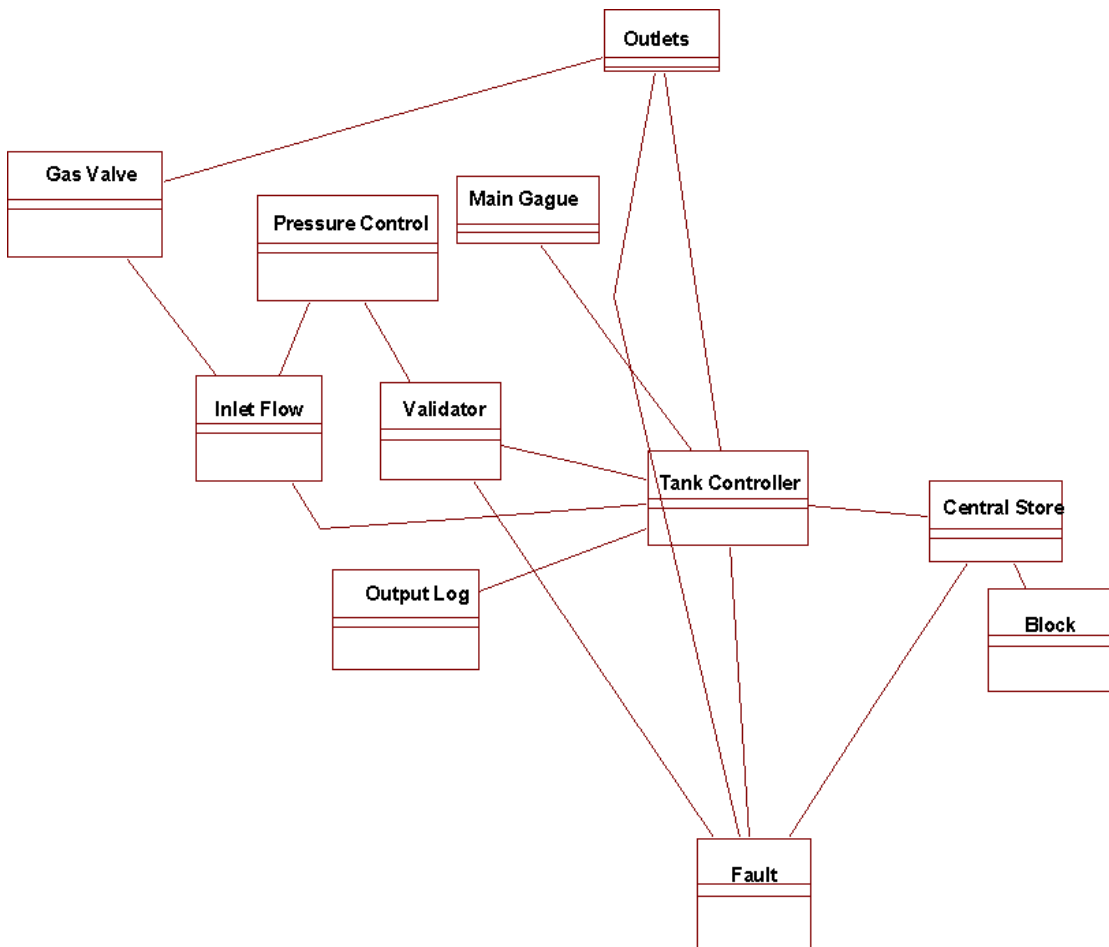 Outlets
Gas Valve
Main Gague
Pressure Control
Inlet Flow
Validator
Tank Controller
Central Store
Output Log
Block
Fault